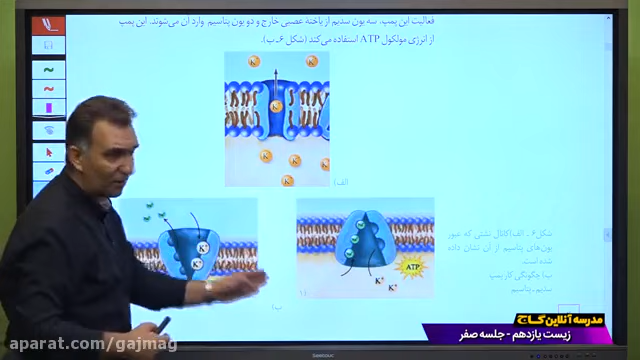 فعالیت این پمپ، سه یون سدیم از یاخته عصبی خارج و دو یون پتاسیم وارد آن می‌شوند. این پمپ
از انرژی مولکول ATP استفاده می‌کند (شکل ۶ـ ب).
K
K
K
K
K
K
K
الف)
K+
K+
ATP
K+
K+
ب)
شکل ۶ ـ الف) کانال نشتی که عبور
یون‌های پتاسیم از آن نشان داده
شده است.
ب) چگونگی کار پمپ
سدیم ـ پتاسیم
مدرسه آنلاین گاج
زیست یازدهم - جلسه صفر
aparat.com/gajmag